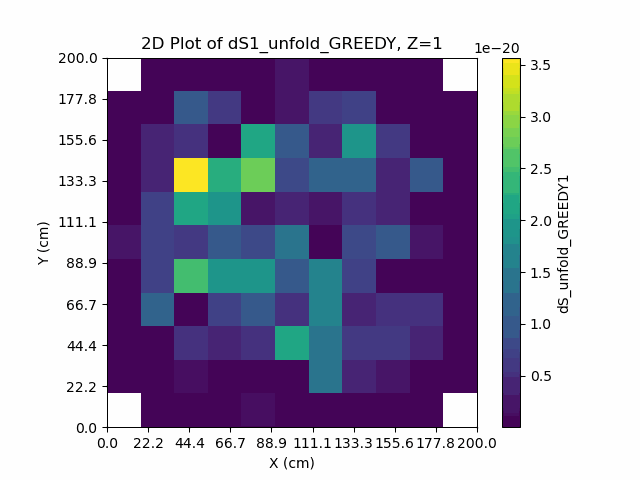 2D Plot of dS1_unfold_GREEDY, Z=1
1e−20
200.0
177.8
155.6
133.3
111.1
88.9
66.7
44.4
22.2
0.0
Y (cm)
0.0 22.2 44.4 66.7 88.9 111.1 133.3 155.6 177.8 200.0
X (cm)
3.5
3.0
2.5
2.0
1.5
1.0
0.5
dS_unfold_GREEDY1